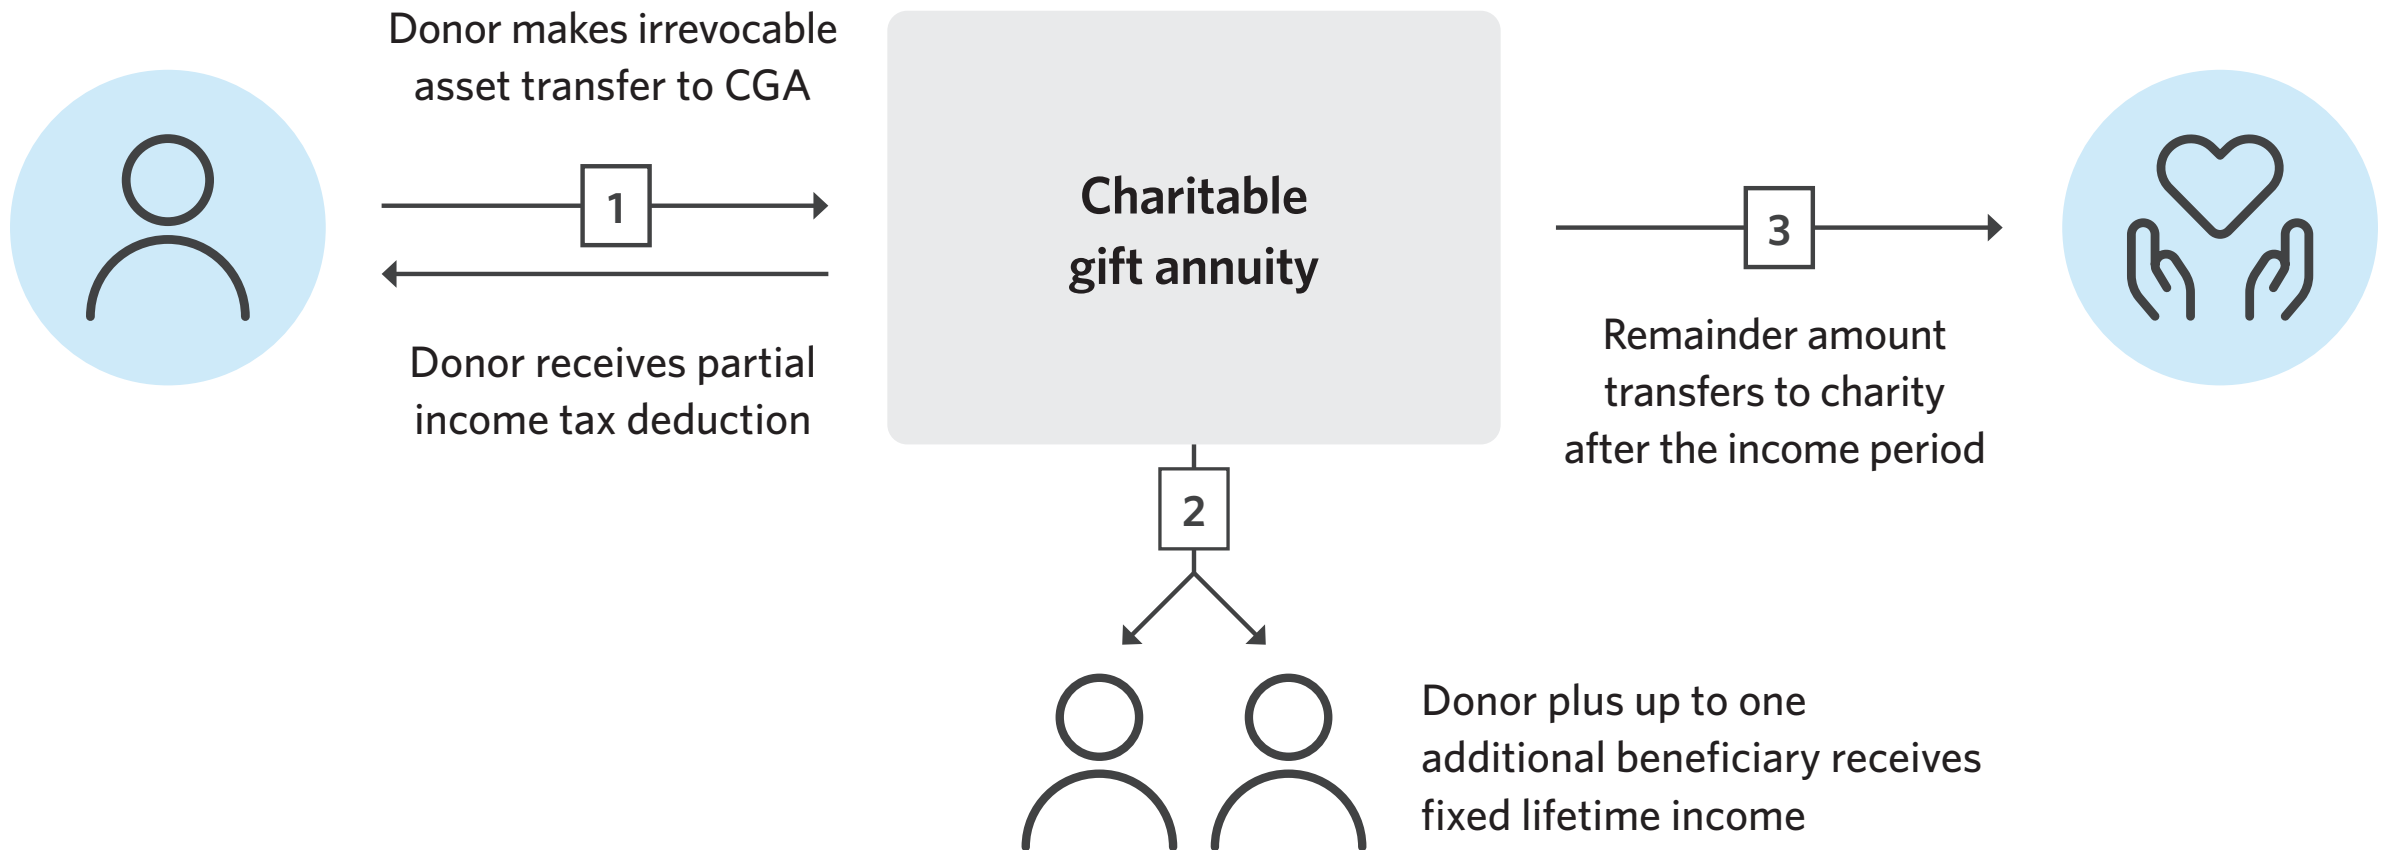 Donor makes irrevocable
asset transfer to CGA
1
Donor receives partial
income tax deduction
Charitable
gift annuity
3
Remainder amount
transfers to charity
after the income period
2
Donor plus up to one
additional beneficiary receives
fixed lifetime income